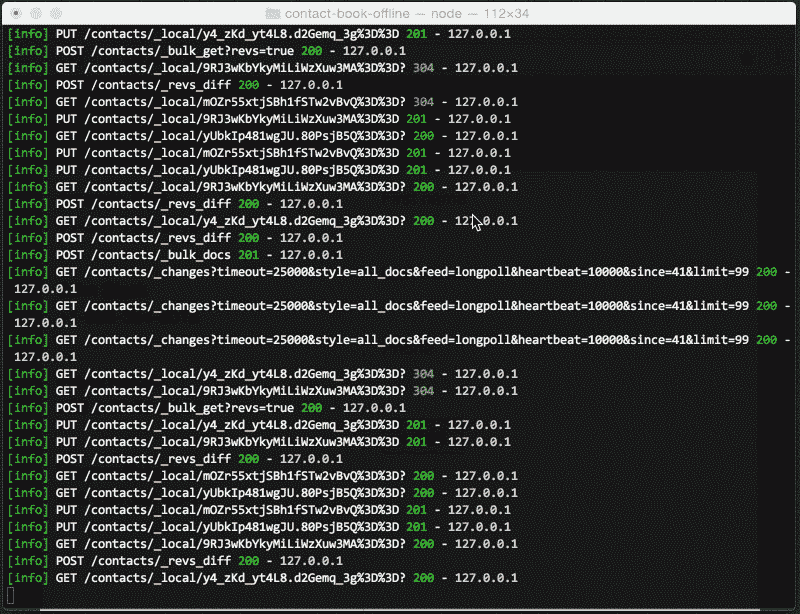 contact-book-offline — node — 112×34
[info] PUT /contacts/_local/y4_zKd_yt4L8.d2Gemq_3g%3D%3D 201 - 127.0.0.1
[info] POST /contacts/_bulk_get?revs=true 200 - 127.0.0.1
[info] GET /contacts/_local/9RJ3wKbYkyMiLiWzXuw3MA%3D%3D? 304 - 127.0.0.1
[info] POST /contacts/_revs_diff 200 - 127.0.0.1
[info] GET /contacts/_local/mOZr55xtjSBh1fSTw2vBvQ%3D%3D? 304 - 127.0.0.1
[info] PUT /contacts/_local/9RJ3wKbYkyMiLiWzXuw3MA%3D%3D 201 - 127.0.0.1
[info] GET /contacts/_local/yUbkIp481wgJU.80PsjB5Q%3D%3D? 200 - 127.0.0.1
[info] PUT /contacts/_local/mOZr55xtjSBh1fSTw2vBvQ%3D%3D 201 - 127.0.0.1
[info] PUT /contacts/_local/yUbkIp481wgJU.80PsjB5Q%3D%3D 201 - 127.0.0.1
[info] GET /contacts/_local/9RJ3wKbYkyMiLiWzXuw3MA%3D%3D? 200 - 127.0.0.1
[info] POST /contacts/_revs_diff 200 - 127.0.0.1
[info] GET /contacts/_local/y4_zKd_yt4L8.d2Gemq_3g%3D%3D? 200 - 127.0.0.1
[info] POST /contacts/_revs_diff 200 - 127.0.0.1
[info] POST /contacts/_bulk_docs 201 - 127.0.0.1
[info] GET /contacts/_changes?timeout=25000&style=all_docs&feed=longpoll&heartbeat=10000&since=41&limit=99 200 -
127.0.0.1
[info] GET /contacts/_changes?timeout=25000&style=all_docs&feed=longpoll&heartbeat=10000&since=41&limit=99 200 -
127.0.0.1
[info] GET /contacts/_changes?timeout=25000&style=all_docs&feed=longpoll&heartbeat=10000&since=41&limit=99 200 -
127.0.0.1
[info] GET /contacts/_local/y4_zKd_yt4L8.d2Gemq_3g%3D%3D? 304 - 127.0.0.1
[info] GET /contacts/_local/9RJ3wKbYkyMiLiWzXuw3MA%3D%3D? 304 - 127.0.0.1
[info] POST /contacts/_bulk_get?revs=true 200 - 127.0.0.1
[info] PUT /contacts/_local/y4_zKd_yt4L8.d2Gemq_3g%3D%3D 201 - 127.0.0.1
[info] PUT /contacts/_local/9RJ3wKbYkyMiLiWzXuw3MA%3D%3D 201 - 127.0.0.1
[info] POST /contacts/_revs_diff 200 - 127.0.0.1
[info] GET /contacts/_local/mOZr55xtjSBh1fSTw2vBvQ%3D%3D? 200 - 127.0.0.1
[info] GET /contacts/_local/yUbkIp481wgJU.80PsjB5Q%3D%3D? 200 - 127.0.0.1
[info] PUT /contacts/_local/mOZr55xtjSBh1fSTw2vBvQ%3D%3D 201 - 127.0.0.1
[info] PUT /contacts/_local/yUbkIp481wgJU.80PsjB5Q%3D%3D 201 - 127.0.0.1
[info] GET /contacts/_local/9RJ3wKbYkyMiLiWzXuw3MA%3D%3D? 200 - 127.0.0.1
[info] POST /contacts/_revs_diff 200 - 127.0.0.1
[info] GET /contacts/_local/y4_zKd_yt4L8.d2Gemq_3g%3D%3D? 200 - 127.0.0.1